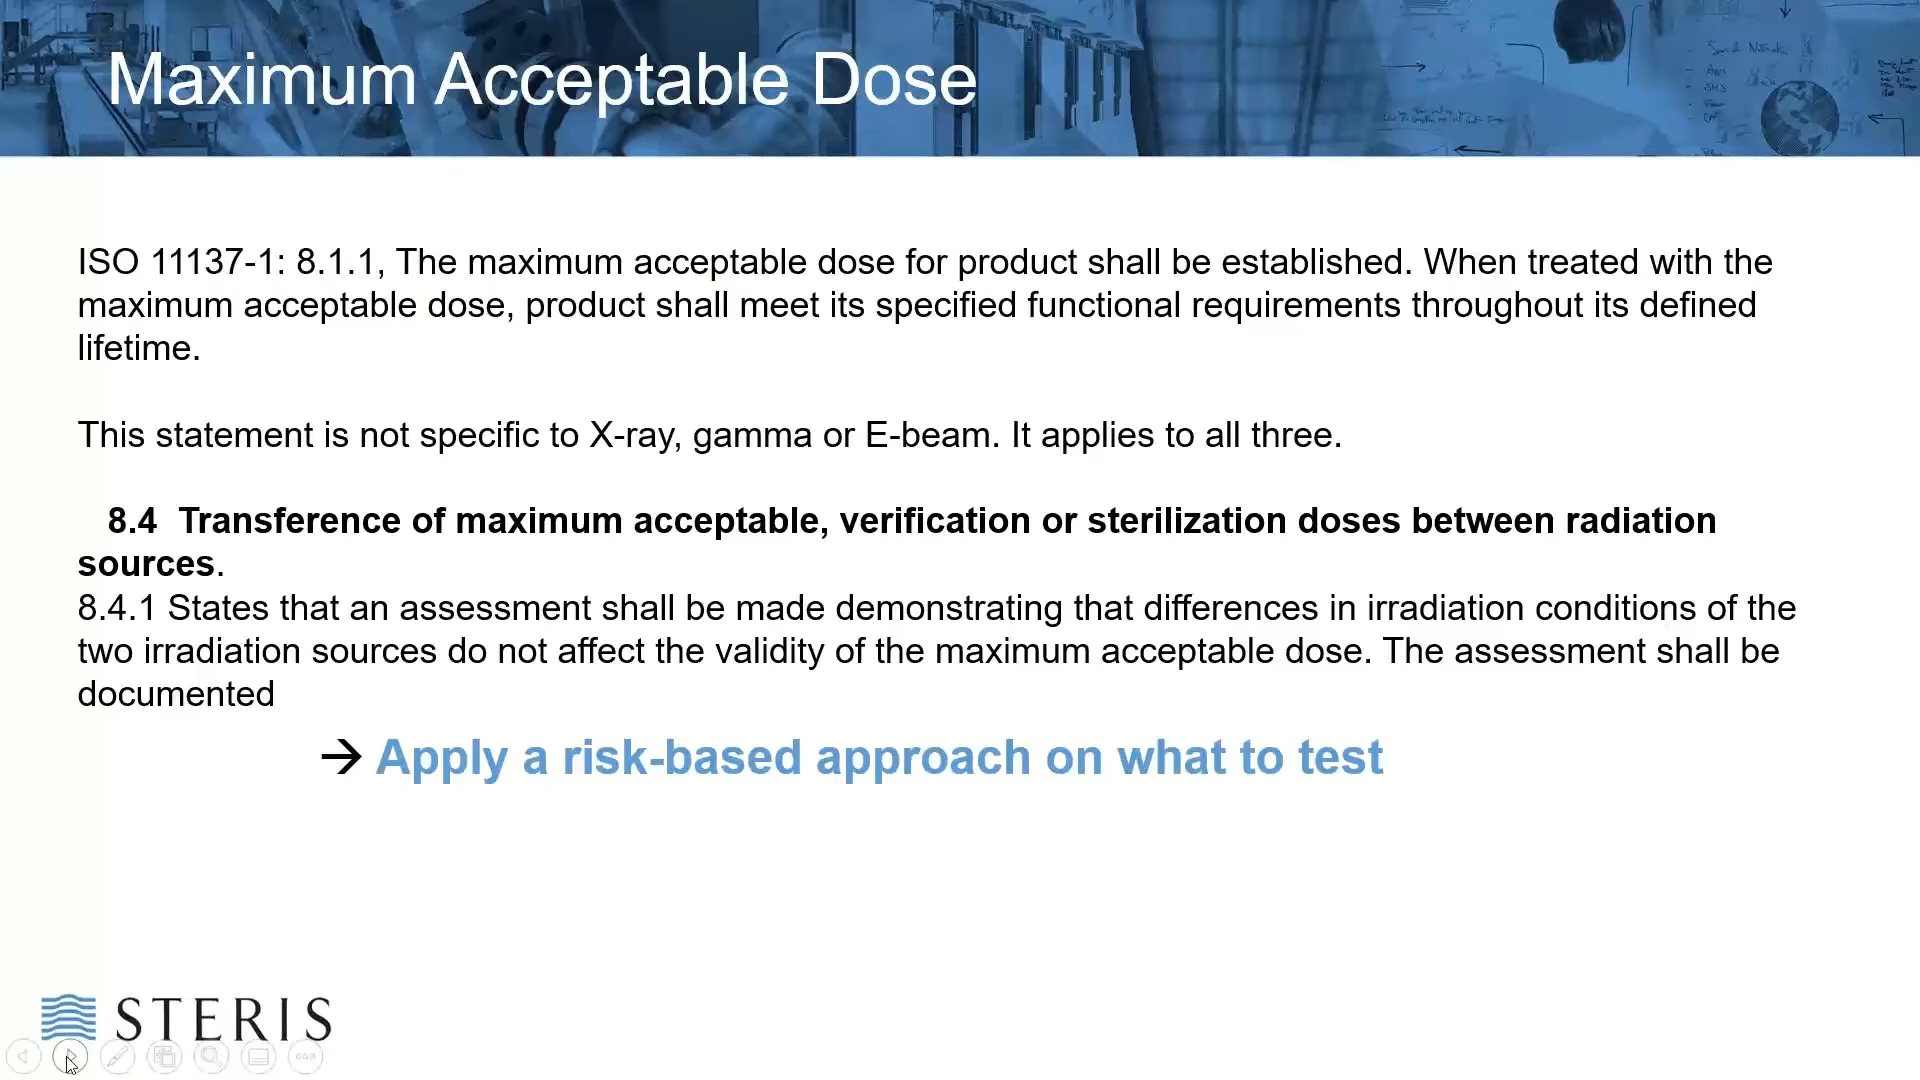 Maximum Acceptable Dose
ISO 11137-1: 8.1.1, The maximum acceptable dose for product shall be established. When treated with the
maximum acceptable dose, product shall meet its specified functional requirements throughout its defined
lifetime.
This statement is not specific to X-ray, gamma or E-beam. It applies to all three.
8.4  Transference of maximum acceptable, verification or sterilization doses between radiation
sources.
8.4.1 States that an assessment shall be made demonstrating that differences in irradiation conditions of the
two irradiation sources do not affect the validity of the maximum acceptable dose. The assessment shall be
documented
→ Apply a risk-based approach on what to test
STERIS